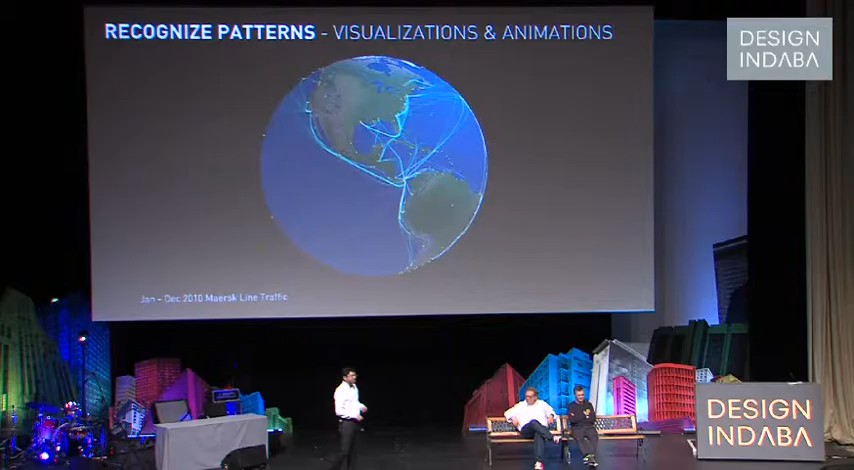 RECOGNIZE PATTERNS - VISUALIZATIONS & ANIMATIONS
DESIGN
INDABA
Jan - Dec 2010 Maersk Line Traffic
DESIGN
INDABA